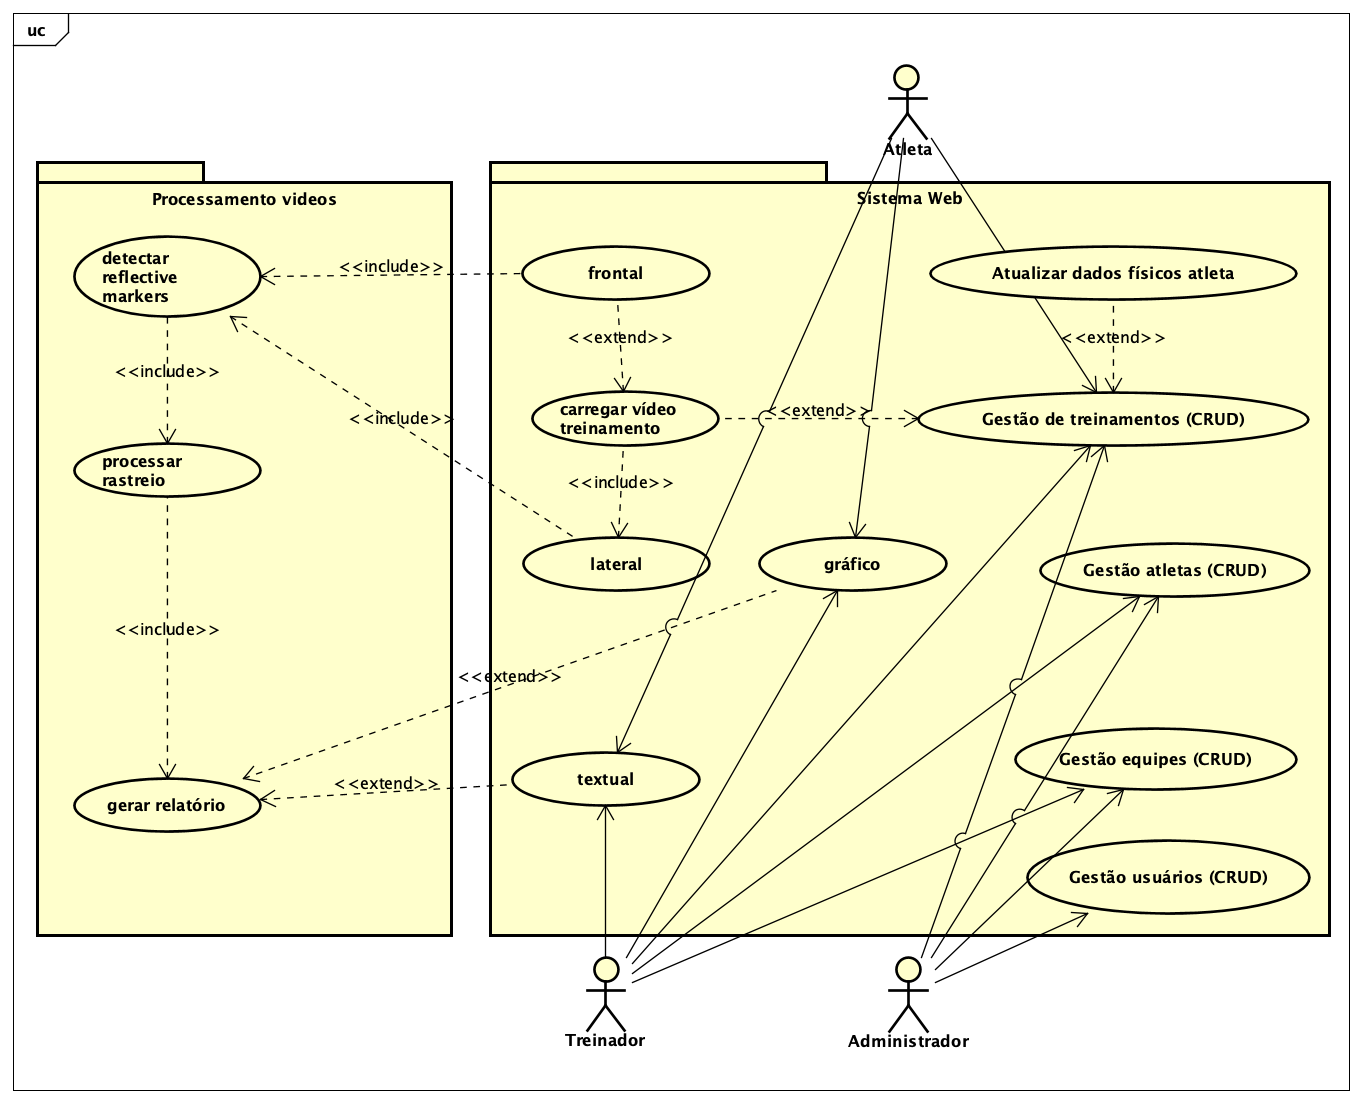 uc
Atleta
Processamento videos
Sistema Web
detectar
reflective
markers
<<include>>
frontal
Atualizar dados físicos atleta
<<extend>>
<<extend>>
<<include>>
carregar vídeo
treinamento
<<extend>>
Gestão de treinamentos (CRUD)
<<include>>
processar
rastreio
<<include>>
lateral
gráfico
Gestão atletas (CRUD)
<<include>>
<<extend>>
Gestão equipes (CRUD)
textual
<<extend>>
gerar relatório
Gestão usuários (CRUD)
Treinador
Administrador